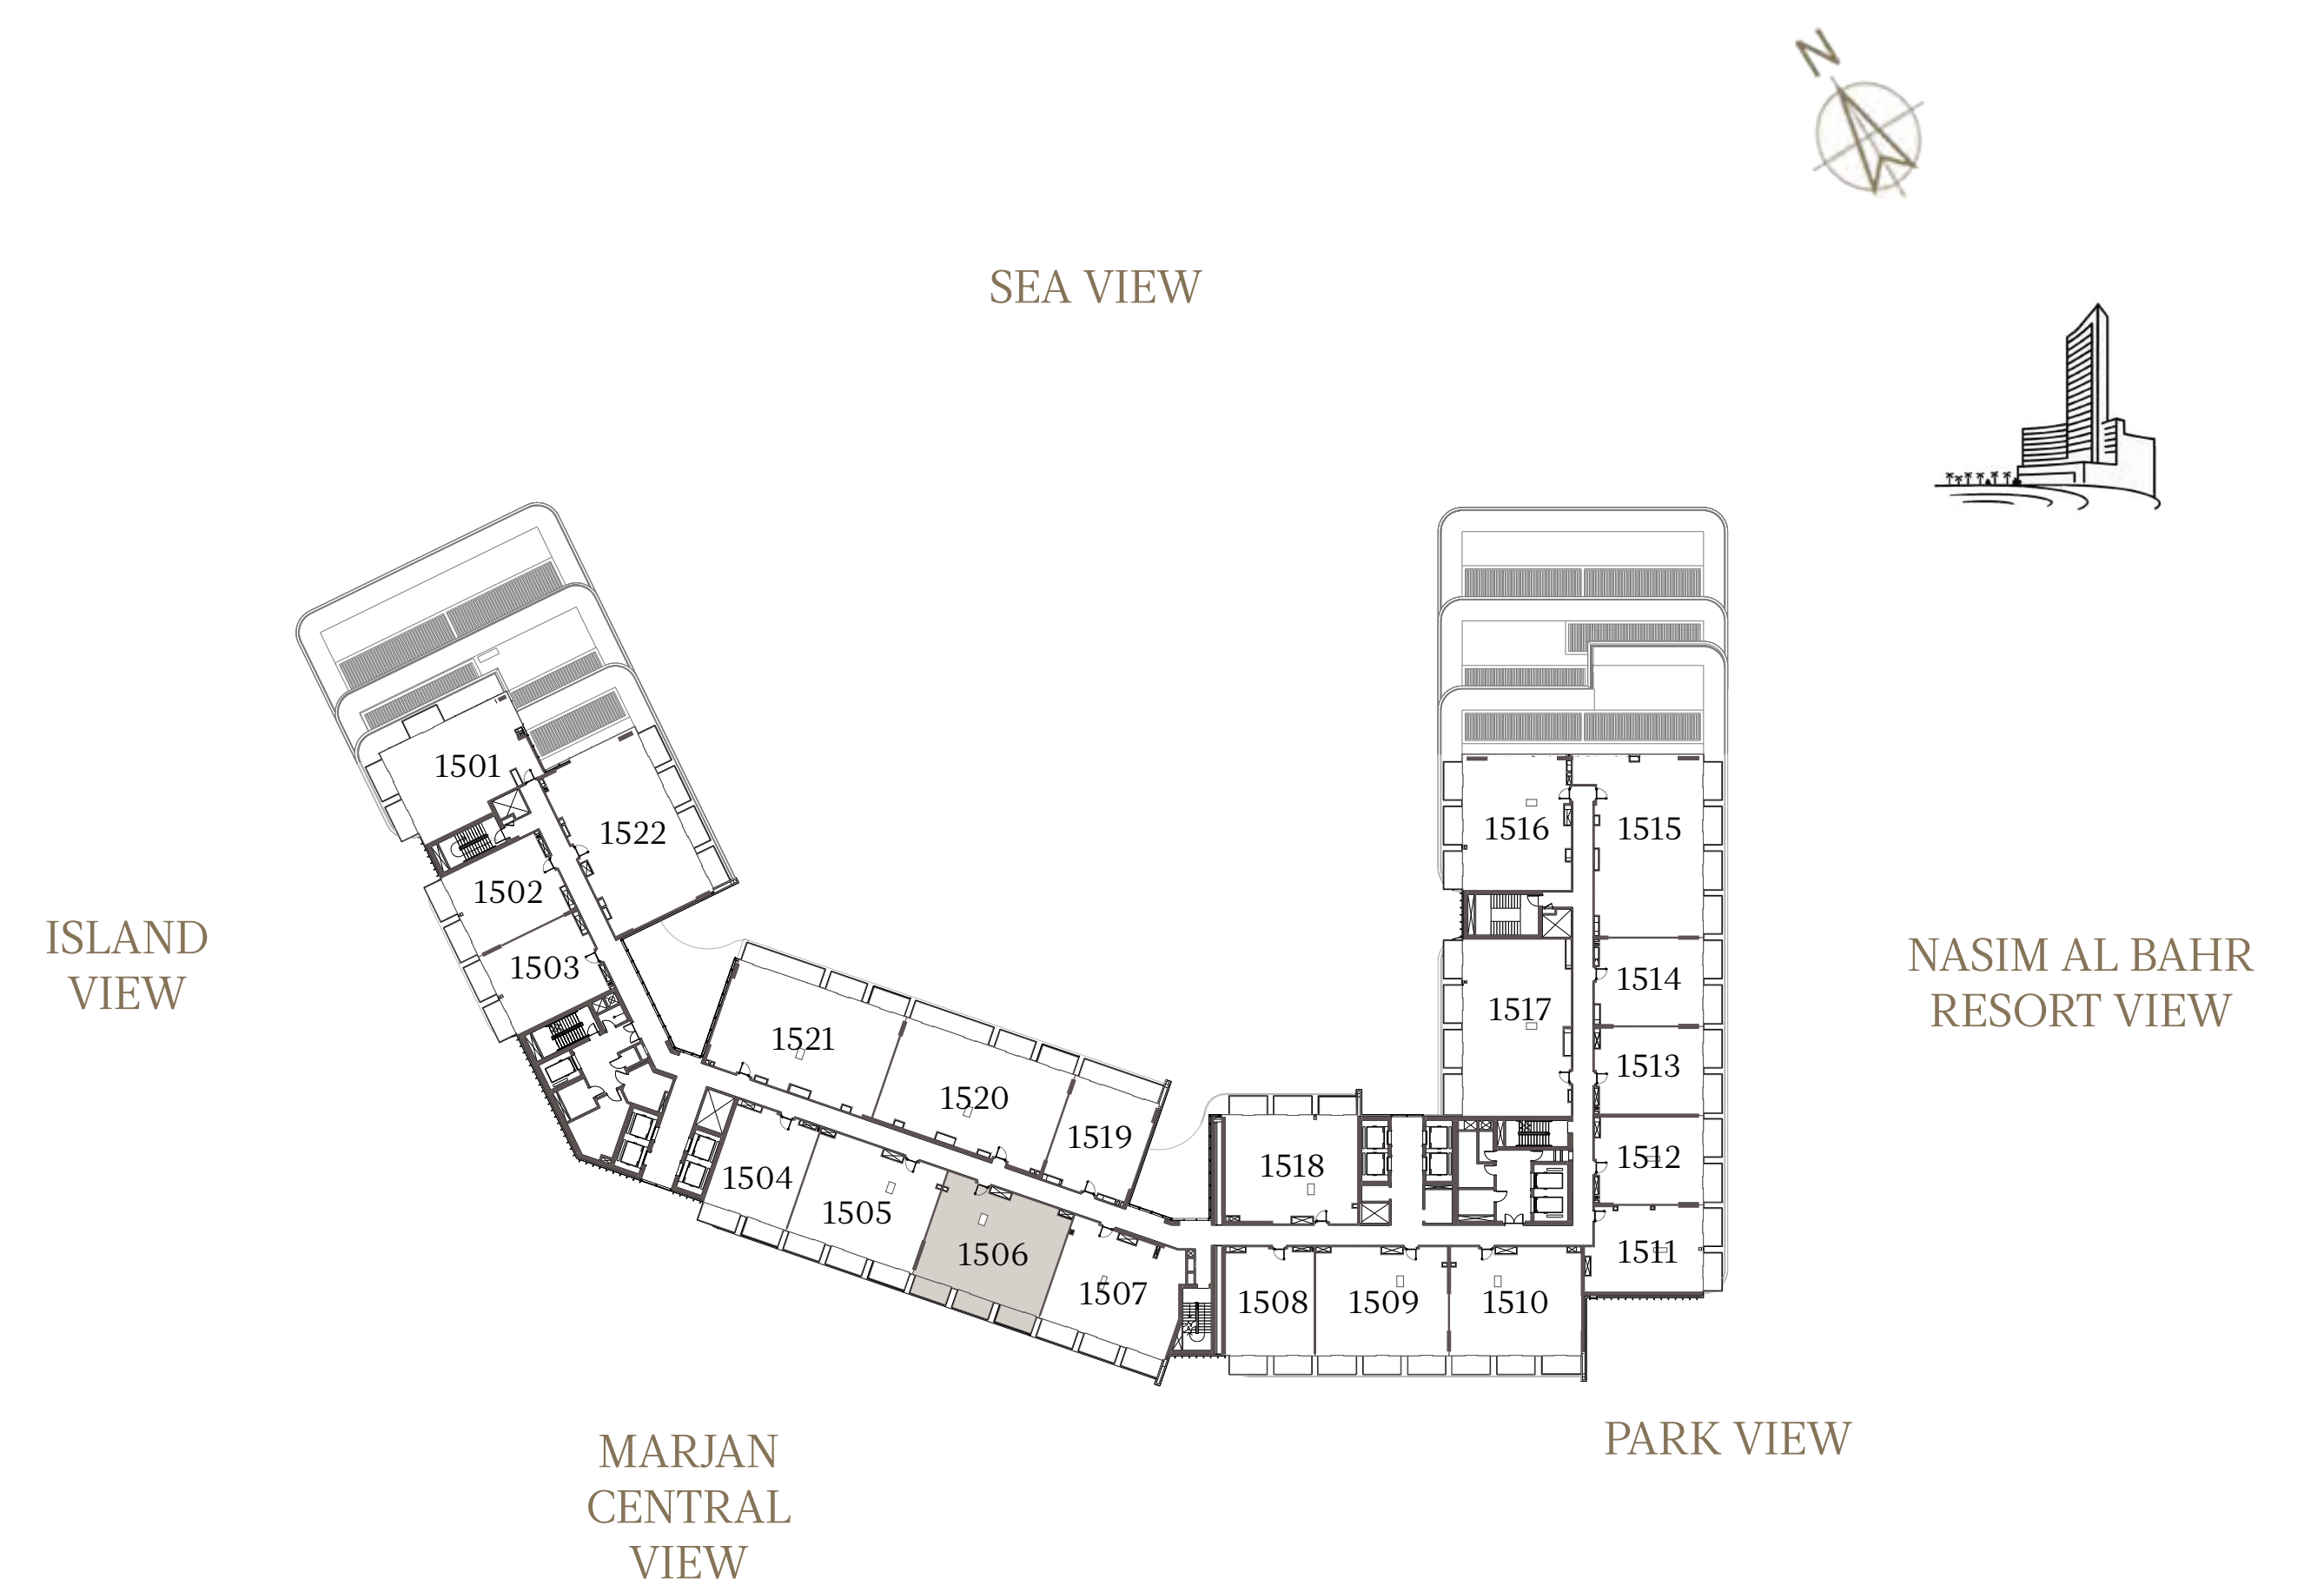 N
SEA VIEW
1501
1522
1516
1515
1502
ISLAND
VIEW
1503
1514
NASIM AL BAHR
RESORT VIEW
1517
1521
1513
1520
1519
1512
1518
1504
1505
1506
1511
1507
1508
1509
1510
PARK VIEW
MARJAN
CENTRAL
VIEW